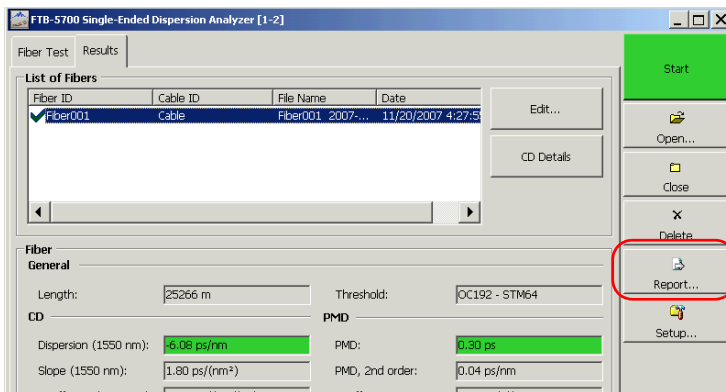 FTB-5700 Single-Ended Dispersion Analyzer [1-2]
Fiber Test Results
Start
List of Fibers
Fiber ID Cable ID File Name Date
Fiber001 Cable Fiber001 2007-... 11/20/2007 4:27:5
Edit...
CD Details
Open...
Close
Delete
Report...
Setup...
Fiber
General
Length: 25266 m Threshold: OC192 - STM64
CD PMD
Dispersion (1550 nm): -6.08 ps/nm PMD: 0.30 ps
Slope (1550 nm): 1.80 ps/(nm²) PMD, 2nd order: 0.04 ps/nm